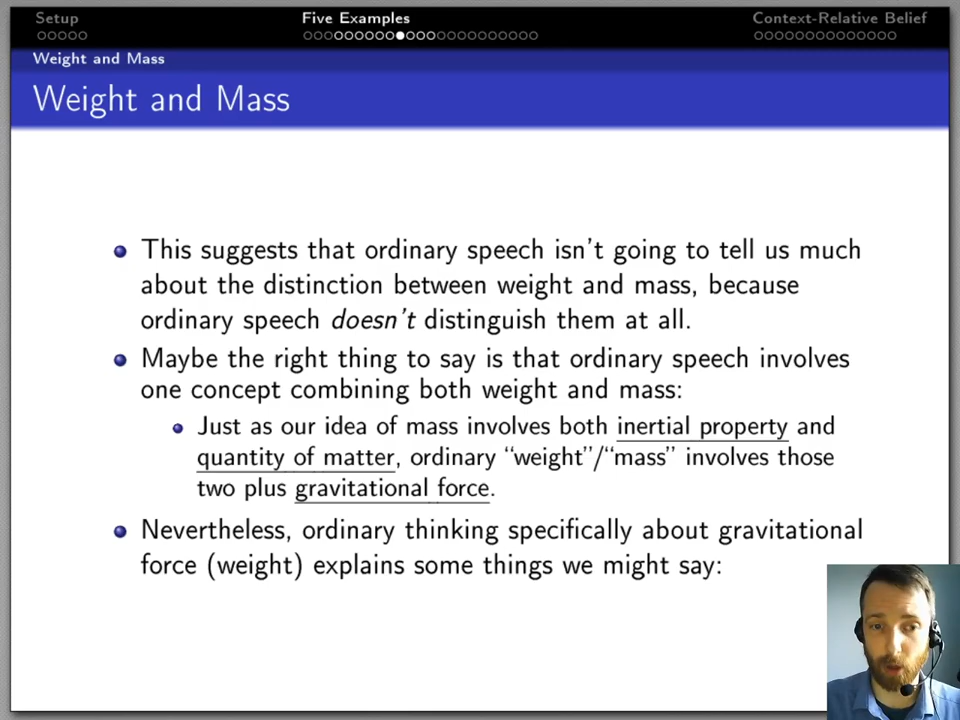 Setup
Five Examples
Context-Relative Belief
Weight and Mass
Weight and Mass
This suggests that ordinary speech isn't going to tell us much
about the distinction between weight and mass, because
ordinary speech doesn't distinguish them at all.
Maybe the right thing to say is that ordinary speech involves
one concept combining both weight and mass:
Just as our idea of mass involves both inertial property and
quantity of matter, ordinary “weight”/“mass” involves those
two plus gravitational force.
Nevertheless, ordinary thinking specifically about gravitational
force (weight) explains some things we might say: